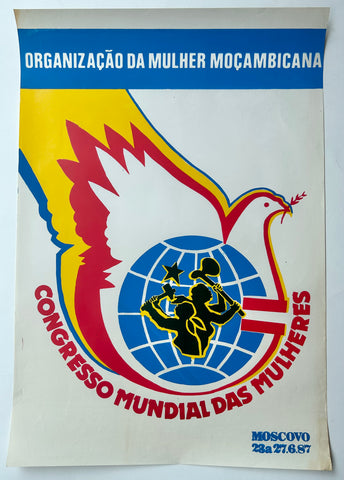 ORGANIZAÇÃO DA MULHER MOÇAMBICANA
CONGRESSO MUNDIAL DAS MULHERES
MOSCOVO
23a27.6.87